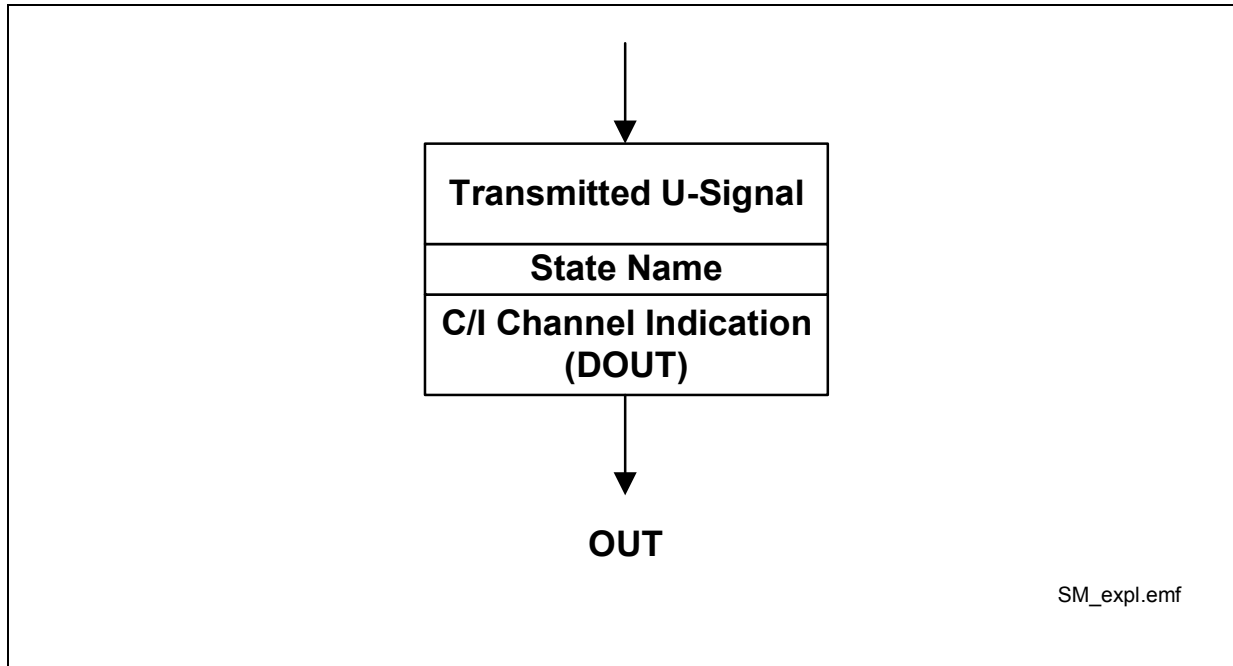 Transmitted U-Signal
State Name
C/I Channel Indication
(DOUT)
OUT
SM_expl.emf